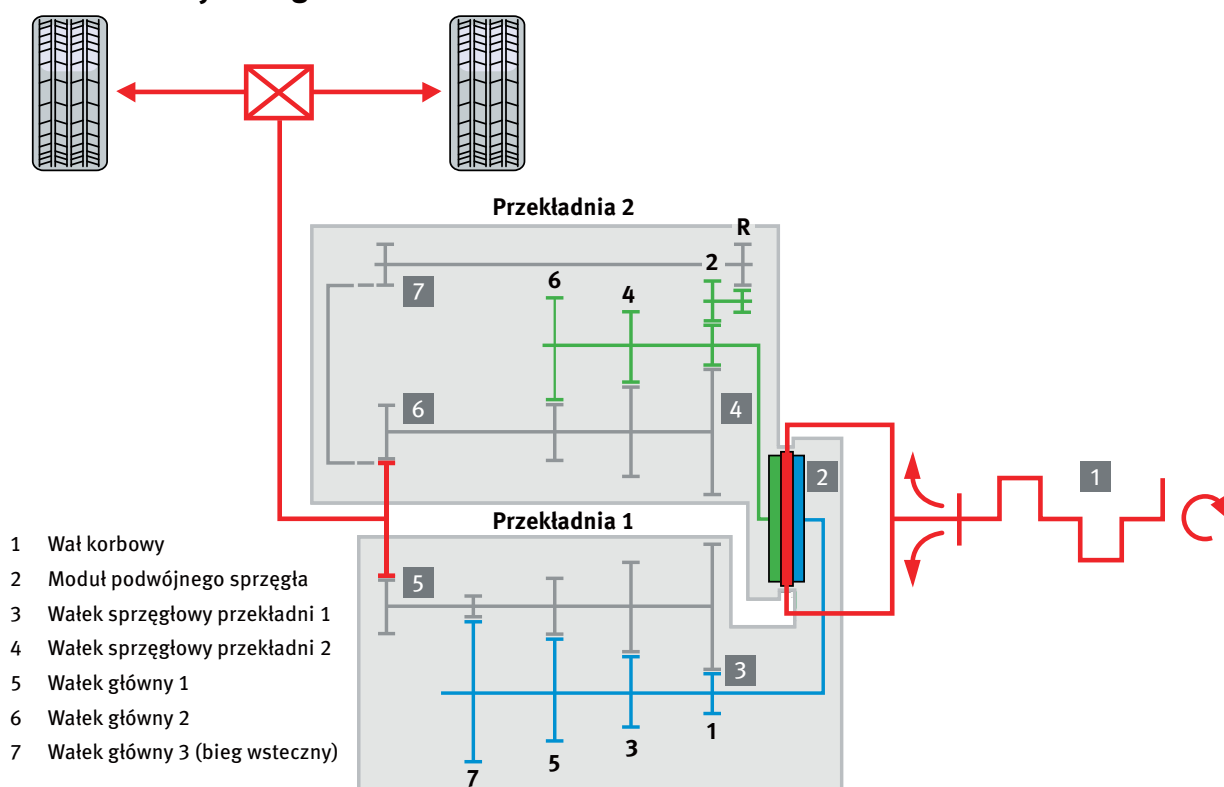 Przekładnia 2
R
2
6
4
7
6
4
2
1
Przekładnia 1
5
3
1
3
5
7
1 Wał korbowy
2 Moduł podwójnego sprzęgła
3 Wałek sprzęgłowy przekładni 1
4 Wałek sprzęgłowy przekładni 2
5 Wałek główny 1
6 Wałek główny 2
7 Wałek główny 3 (bieg wsteczny)